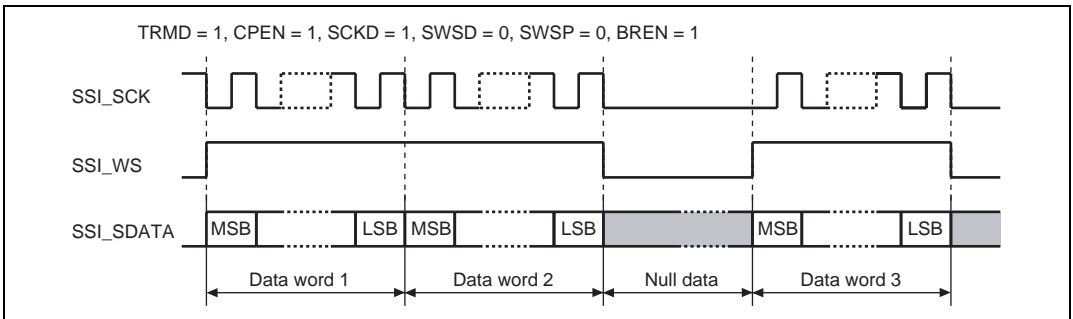 TRMD = 1, CPEN = 1, SCKD = 1, SWSD = 0, SWSP = 0, BREN = 1
SSI_SCK
SSI_WS
SSI_SDATA MSB LSB MSB LSB MSB LSB
Data word 1 Data word 2 Null data Data word 3